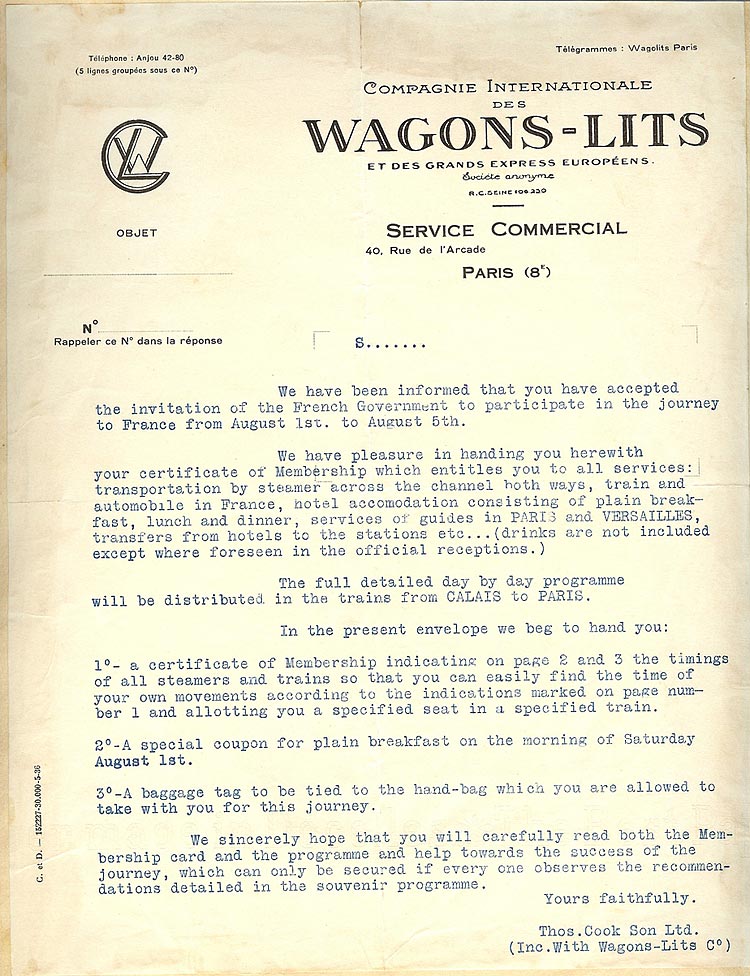 Téléphone : Anjou 42-80
(5 lignes groupées sous ce N°)
Télégrammes : Wagolits Paris
COMPAGNIE INTERNATIONALE
DES
WAGONS-LITS
ET DES GRANDS EXPRESS EUROPÉENS.
Société anonyme
R.C. SEINE 106.239
WL
OBJET
SERVICE COMMERCIAL
40, Rue de l'Arcade
PARIS (8E)
N°
Rappeler ce N° dans la réponse
S.......
We have been informed that you have accepted
the invitation of the French Government to participate in the journey
to France from August 1st. to August 5th.
We have pleasure in handing you herewith
your certificate of Membership which entitles you to all services:
transportation by steamer across the channel both ways, train and
automobile in France, hotel accomodation consisting of plain break-
fast, lunch and dinner, services of guides in PARIS and VERSAILLES,
transfers from hotels to the stations etc...(drinks are not included
except where foreseen in the official receptions.)
The full detailed day by day programme
will be distributed in the trains from CALAIS to PARIS.
In the present envelope we beg to hand you:
1°- a certificate of Membership indicating on page 2 and 3 the timings
of all steamers and trains so that you can easily find the time of
your own movements according to the indications marked on page num-
ber 1 and allotting you a specified seat in a specified train.
2°-A special coupon for plain breakfast on the morning of Saturday
August 1st.
3°-A baggage tag to be tied to the hand-bag which you are allowed to
take with you for this journey.
We sincerely hope that you will carefully read both the Mem-
bership card and the programme and help towards the success of the
journey, which can only be secured if every one observes the recommen-
dations detailed in the souvenir programme.
Yours faithfully.
Thos.Cook Son Ltd.
(Inc.With Wagons-Lits C°)
C. et D. — 152227-30.000-5-36